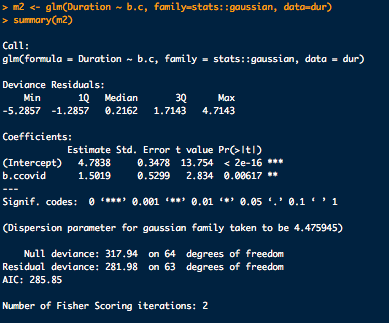 > m2 <- glm(Duration ~ b.c, family=stats::gaussian, data=dur)
> summary(m2)
Call:
glm(formula = Duration ~ b.c, family = stats::gaussian, data = dur)
Deviance Residuals:
    Min       1Q   Median       3Q      Max
-5.2857  -1.2857   0.2162   1.7143   4.7143
Coefficients:
            Estimate Std. Error t value Pr(>|t|)
(Intercept)   4.7838     0.3478  13.754  < 2e-16 ***
b.ccovid      1.5019     0.5299   2.834  0.00617 **
---
Signif. codes:  0 ‘***’ 0.001 ‘**’ 0.01 ‘*’ 0.05 ‘.’ 0.1 ‘ ’ 1
(Dispersion parameter for gaussian family taken to be 4.475945)
    Null deviance: 317.94  on 64  degrees of freedom
Residual deviance: 281.98  on 63  degrees of freedom
AIC: 285.85
Number of Fisher Scoring iterations: 2